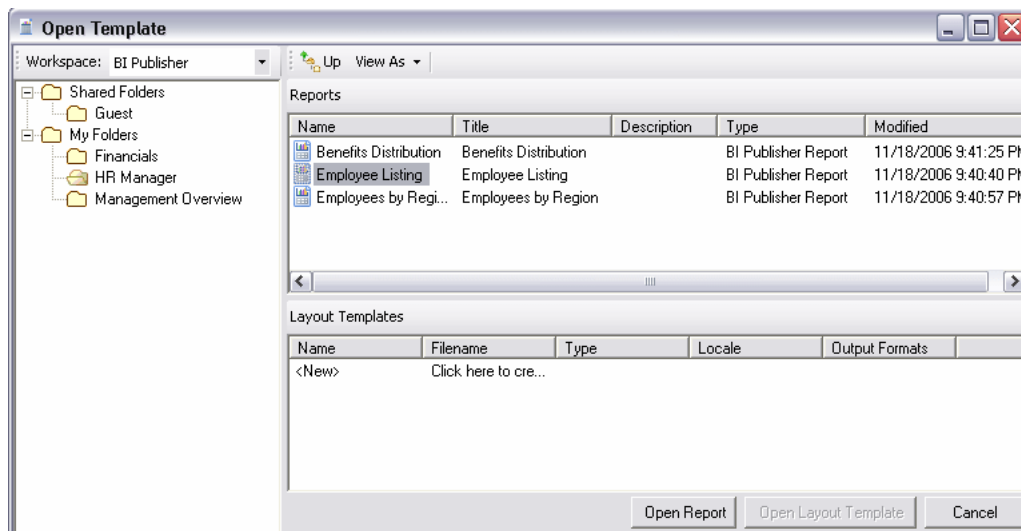 Open Template
Workspace: BI Publisher
Up View As
Shared Folders
Guest
My Folders
Financials
HR Manager
Management Overview
Reports
Name Title Description Type Modified
Benefits Distribution Benefits Distribution BI Publisher Report 11/18/2006 9:41:25 PM
Employee Listing Employee Listing BI Publisher Report 11/18/2006 9:40:40 PM
Employees by Regi... Employees by Region BI Publisher Report 11/18/2006 9:40:57 PM
Layout Templates
Name Filename Type Locale Output Formats
<New> Click here to cre...
Open Report Open Layout Template Cancel